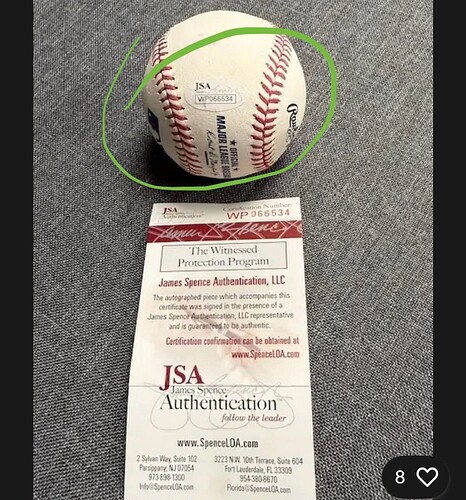 JSA
WP066534
OFFICIAL
MAJOR LEAGUE
Certification Number:
JSA
Authentication
WP066534
The Witnessed
Protection Program
James Spence Authentication, LLC
The autographed piece which accompanies this
certificate was signed in the presence of a
James Spence Authentication, LLC representative
and is guaranteed to be authentic.
Certification confirmation can be obtained at
www.SpenceLOA.com
JSA
James Spence
Authentication
follow the leader
www.SpenceLOA.com
2 Sylvan Way, Suite 102
Parsippany, NJ 07054
973-898-1300
Info@SpenceLOA.com
3223 N.W. 10th Terrace, Suite 604
Fort Lauderdale, FL 33309
954-380-8670
Florida@SpenceLOA.com
8